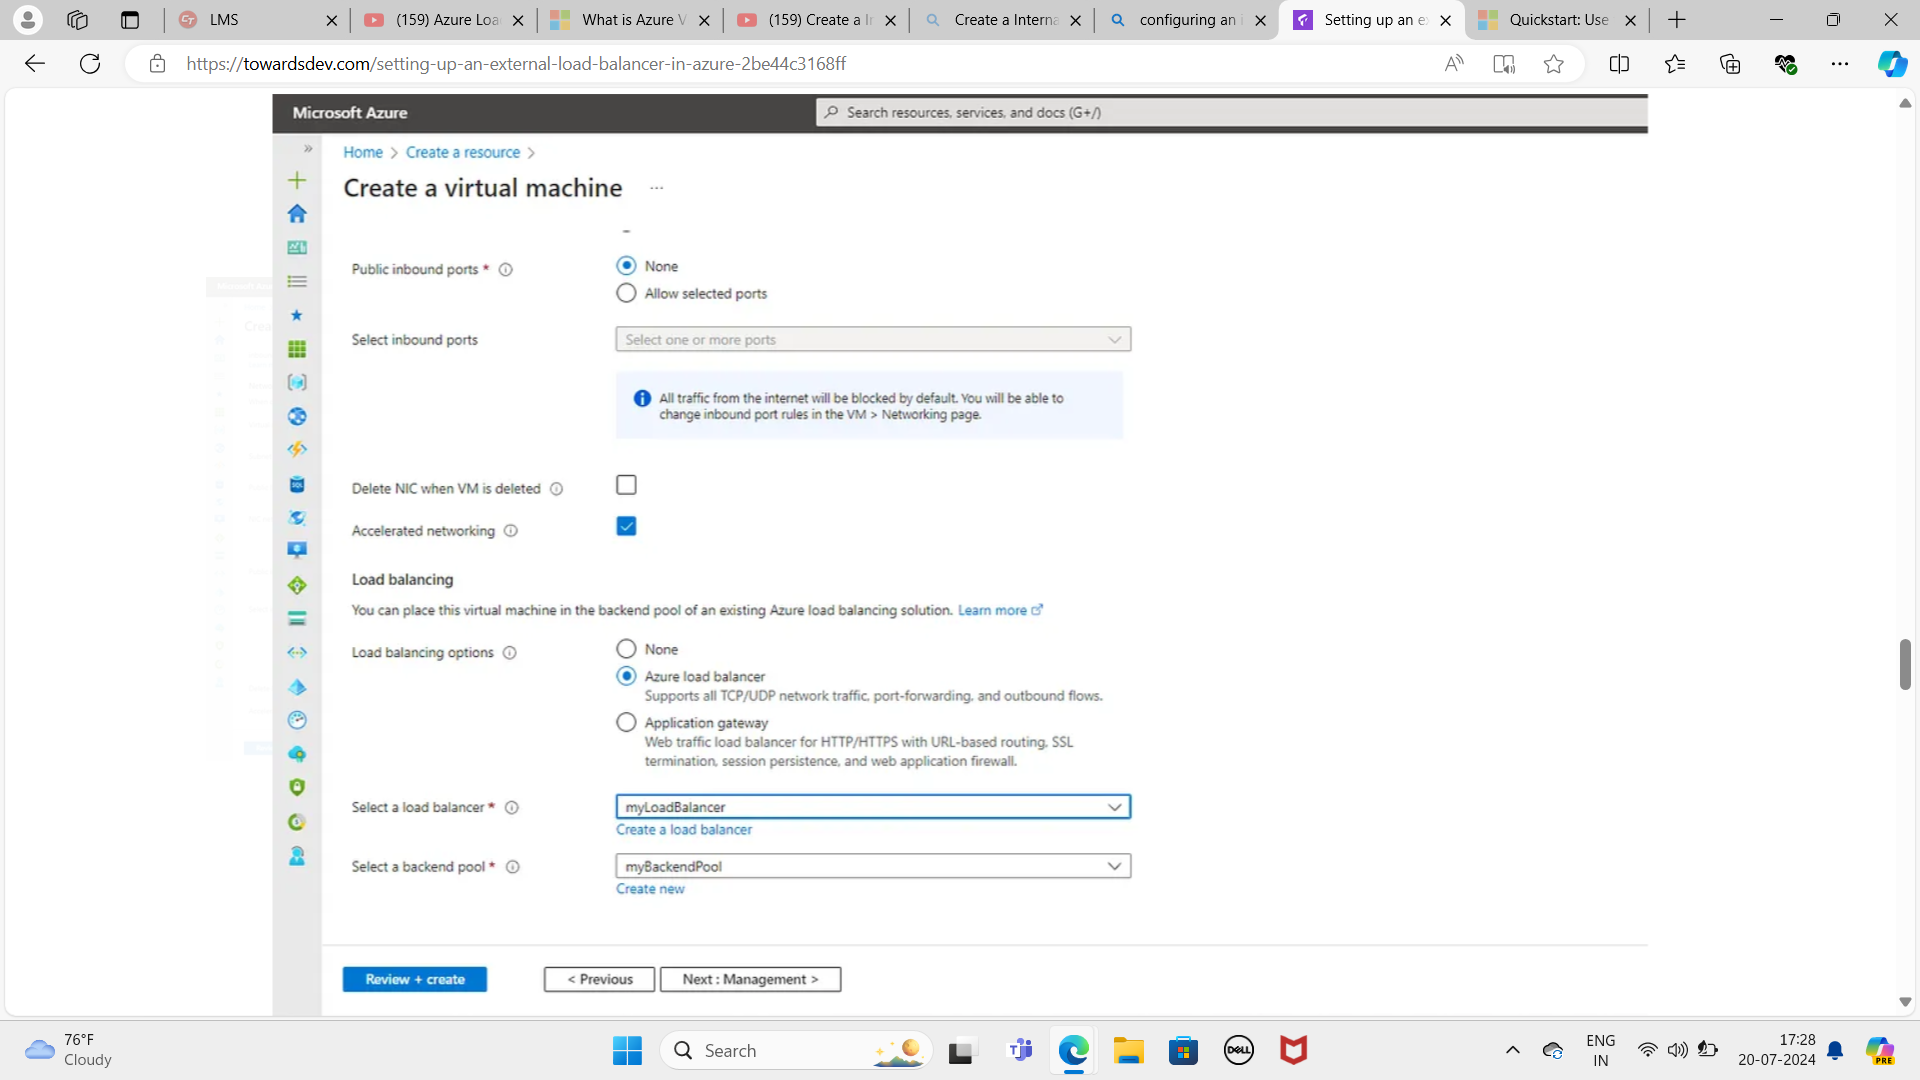 LMS
(159) Azure Loa
What is Azure V
(159) Create a In
Create a Interna
configuring an i
Setting up an ex
Quickstart: Use
https://towardsdev.com/setting-up-an-external-load-balancer-in-azure-2be44c3168ff
Microsoft Azure
Search resources, services, and docs (G+/)
Home > Create a resource >
Create a virtual machine ...
Public inbound ports *
None
Allow selected ports
Select inbound ports
Select one or more ports
All traffic from the internet will be blocked by default. You will be able to
change inbound port rules in the VM > Networking page.
Delete NIC when VM is deleted
Accelerated networking
Load balancing
You can place this virtual machine in the backend pool of an existing Azure load balancing solution. Learn more
Load balancing options
None
Azure load balancer
Supports all TCP/UDP network traffic, port-forwarding, and outbound flows.
Application gateway
Web traffic load balancer for HTTP/HTTPS with URL-based routing, SSL
termination, session persistence, and web application firewall.
Select a load balancer *
myLoadBalancer
Create a load balancer
Select a backend pool *
myBackendPool
Create new
Review + create
< Previous
Next : Management >
76°F
Cloudy
Search
DELL
ENG
IN
17:28
20-07-2024
PRE